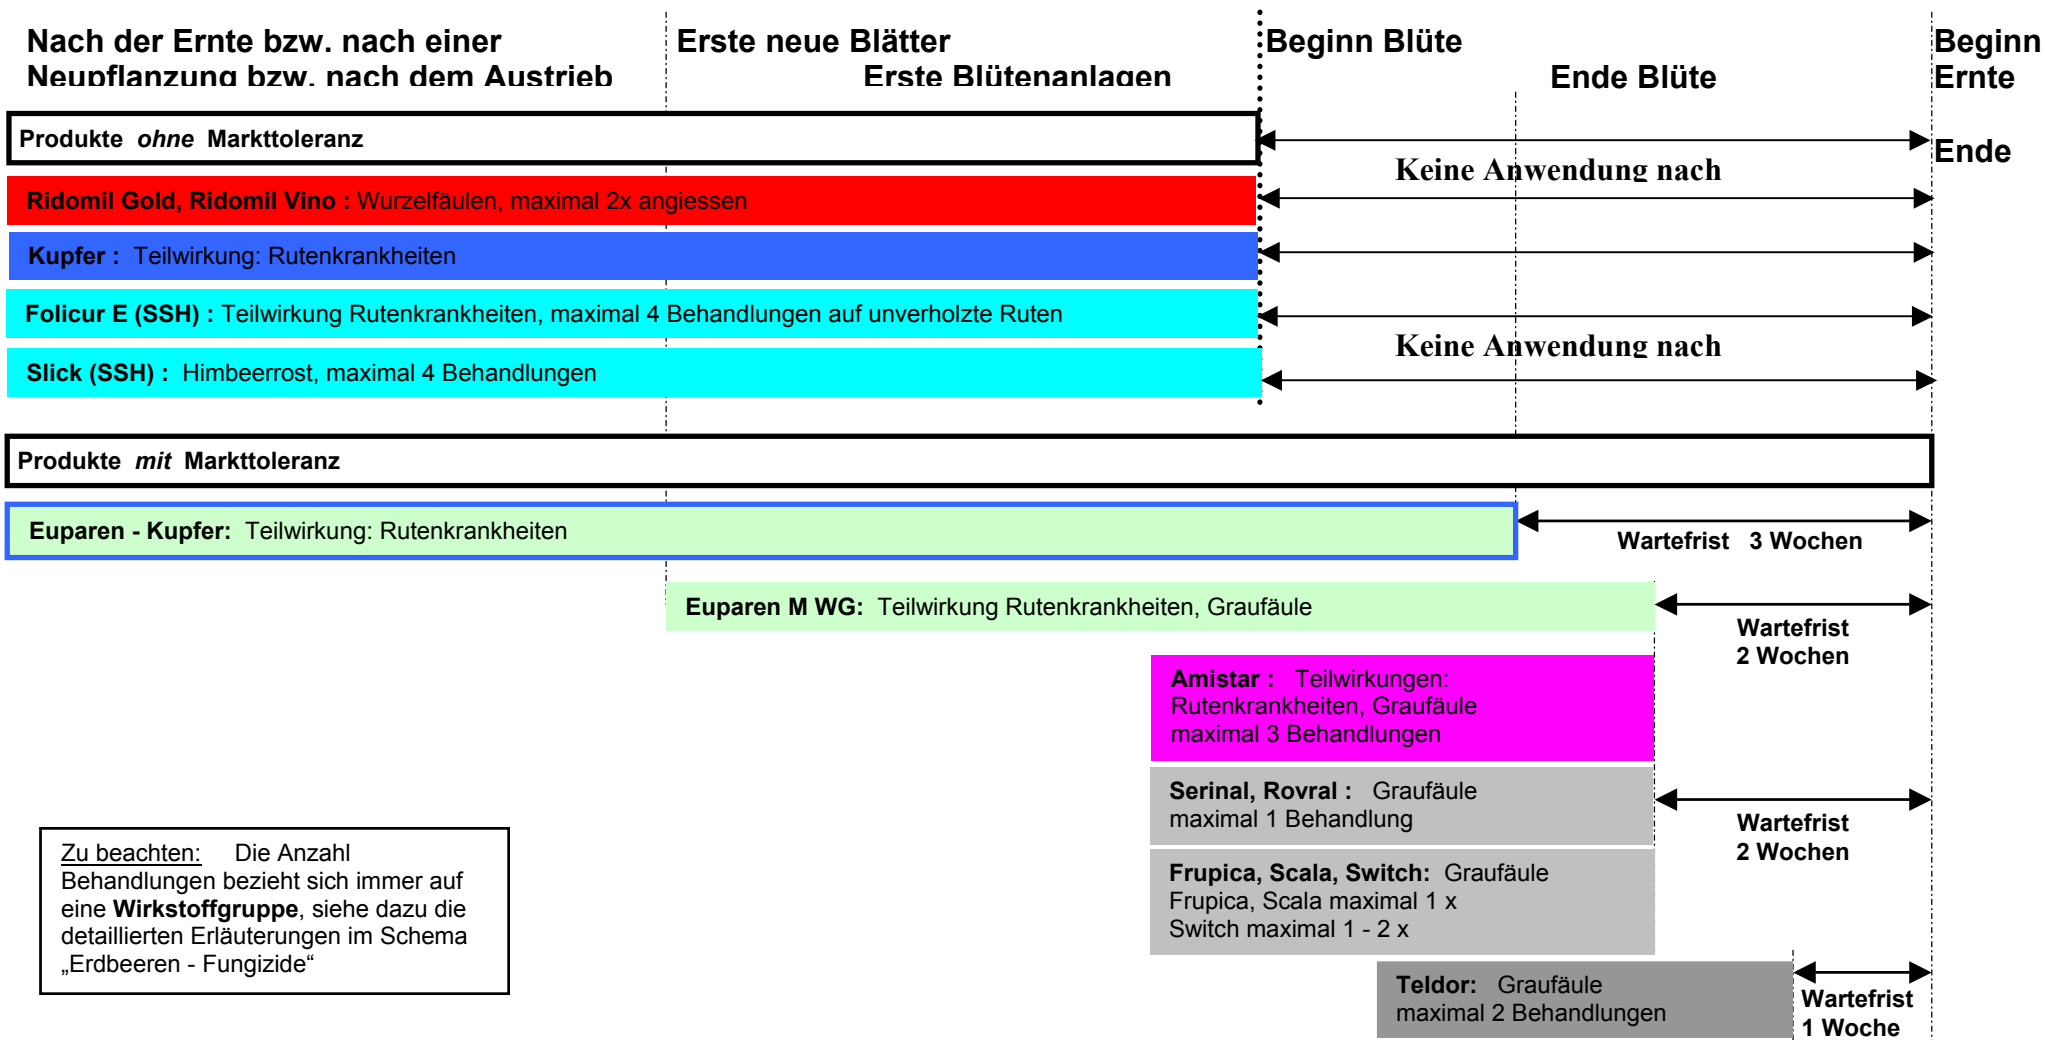 Nach der Ernte bzw. nach einer
Neupflanzung bzw. nach dem Austrieb
Erste neue Blätter
Erste Blütenanlagen
Beginn Blüte
Ende Blüte
Beginn
Ernte
Ende
Produkte ohne Markttoleranz
Keine Anwendung nach
Ridomil Gold, Ridomil Vino : Wurzelfäulen, maximal 2x angiessen
Kupfer : Teilwirkung: Rutenkrankheiten
Folicur E (SSH) : Teilwirkung Rutenkrankheiten, maximal 4 Behandlungen auf unverholzte Ruten
Keine Anwendung nach
Slick (SSH) : Himbeerrost, maximal 4 Behandlungen
Produkte mit Markttoleranz
Euparen - Kupfer: Teilwirkung: Rutenkrankheiten
Wartefrist 3 Wochen
Euparen M WG: Teilwirkung Rutenkrankheiten, Graufäule
Wartefrist
2 Wochen
Amistar : Teilwirkungen:
Rutenkrankheiten, Graufäule
maximal 3 Behandlungen
Serinal, Rovral : Graufäule
maximal 1 Behandlung
Wartefrist
2 Wochen
Frupica, Scala, Switch: Graufäule
Frupica, Scala maximal 1 x
Switch maximal 1 - 2 x
Zu beachten: Die Anzahl
Behandlungen bezieht sich immer auf
eine Wirkstoffgruppe, siehe dazu die
detaillierten Erläuterungen im Schema
„Erdbeeren - Fungizide“
Teldor: Graufäule
maximal 2 Behandlungen
Wartefrist
1 Woche